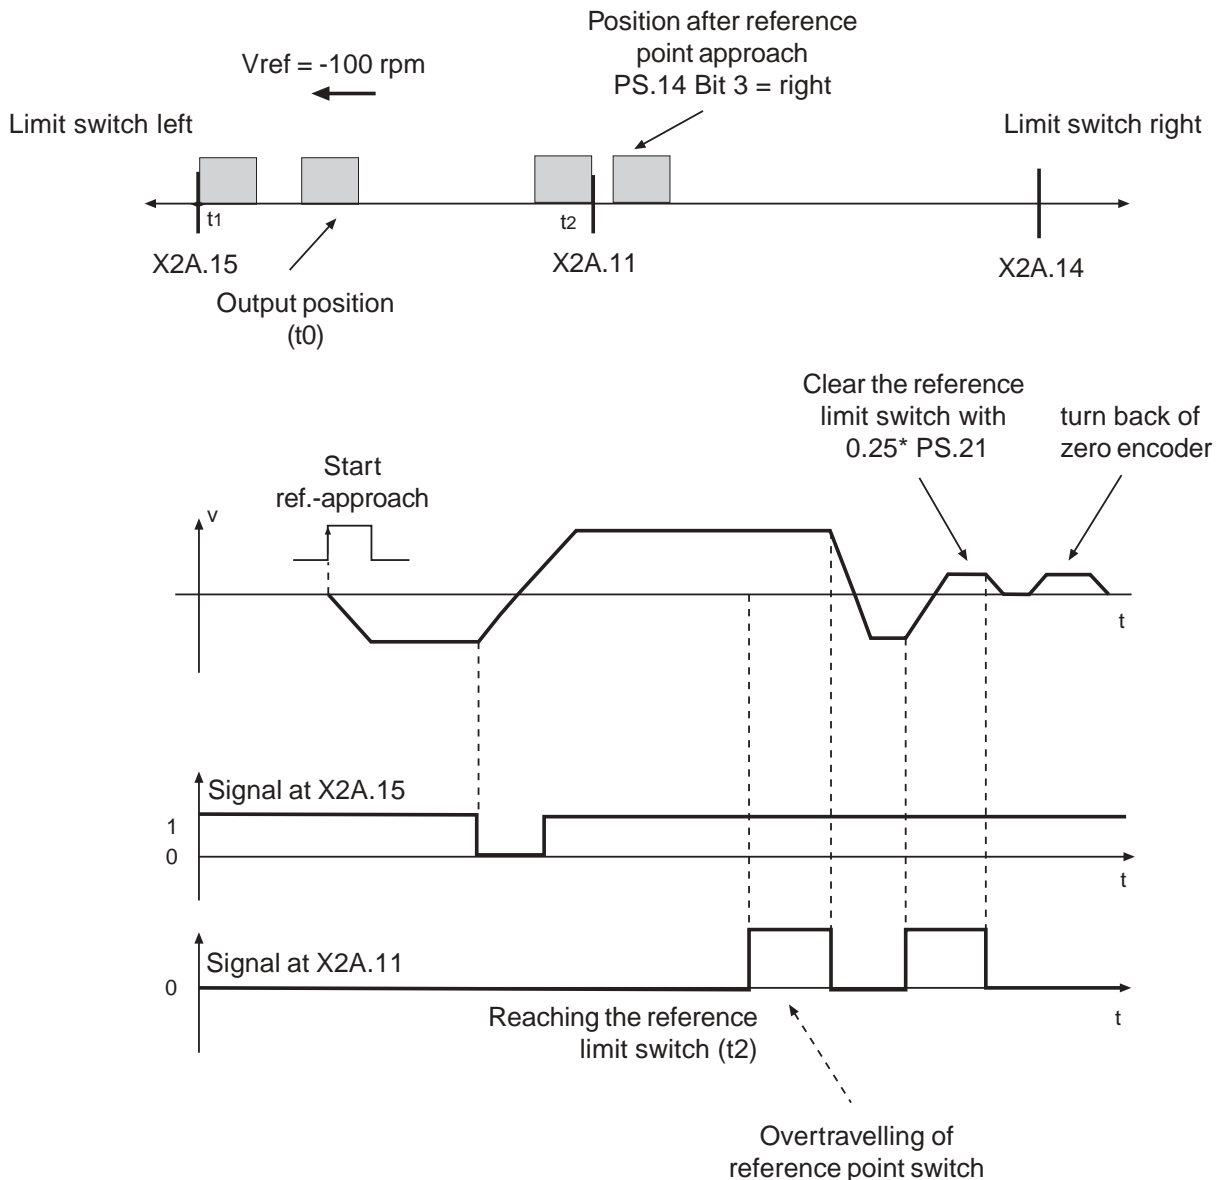 Position after reference
point approach
PS.14 Bit 3 = right
Vref = -100 rpm
Limit switch left
Limit switch right
t1
t2
X2A.15
X2A.11
X2A.14
Output position
(t0)
Clear the reference
limit switch with
0.25* PS.21
turn back of
zero encoder
Start
ref.-approach
v
t
Signal at X2A.15
1
0
t
Signal at X2A.11
0
t
Reaching the reference
limit switch (t2)
Overtravelling of
reference point switch